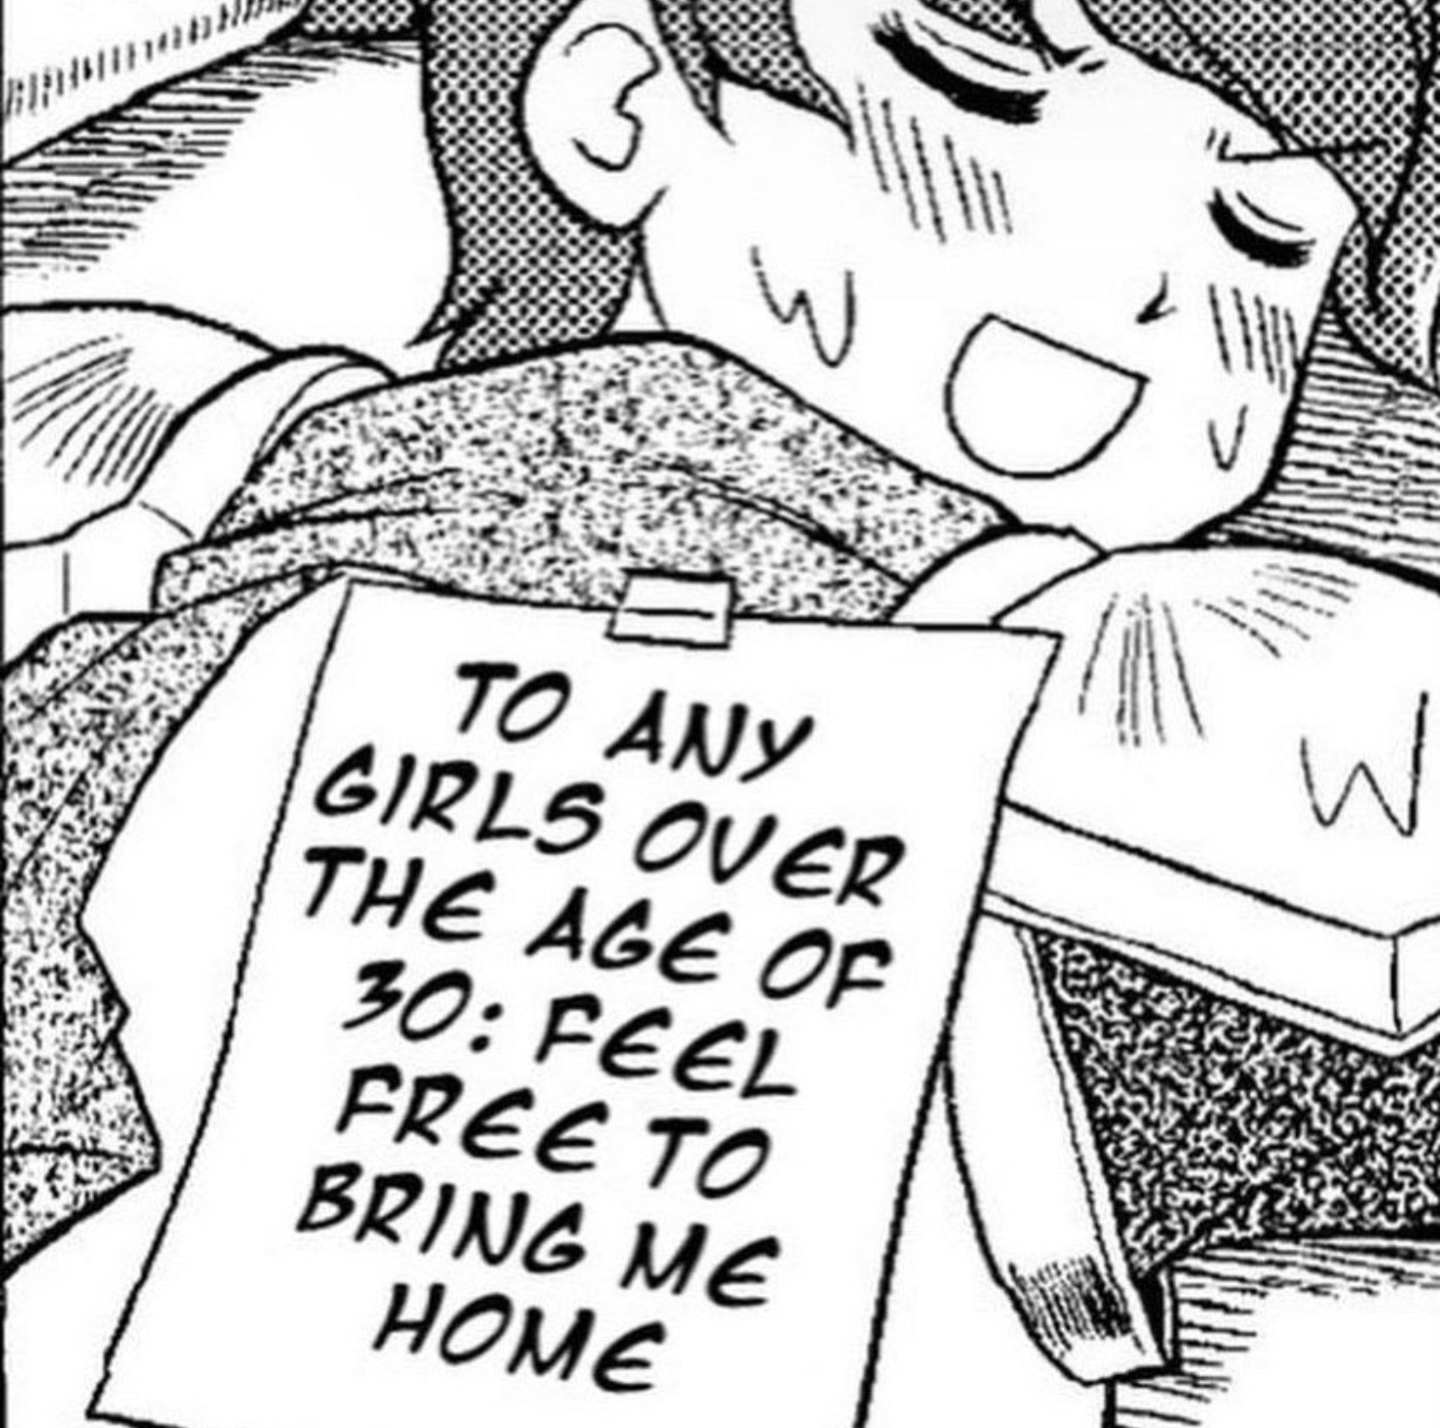 TO ANY
GIRLS OVER
THE AGE OF
30: FEEL
FREE TO
BRING ME
HOME